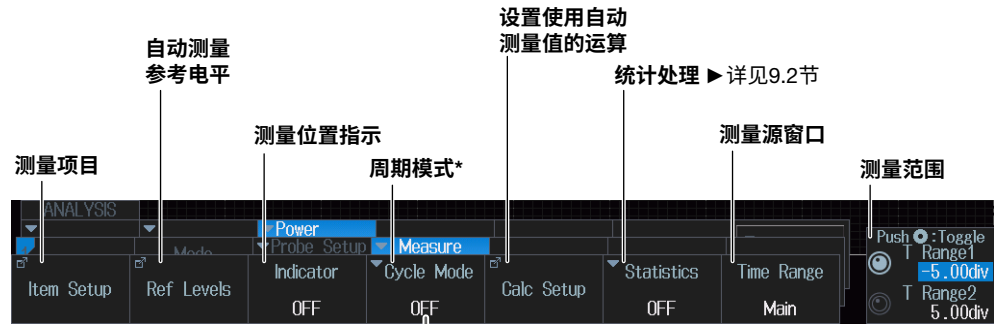 设置使用自动
测量值的运算
自动测量
参考电平
统计处理 ▶详见9.2节
测量位置指示
测量源窗口
测量项目
周期模式*
测量范围
ANALYSIS
Power
Mode
Probe Setup
Measure
Item Setup
Ref Levels
Indicator
OFF
Cycle Mode
OFF
Calc Setup
Statistics
OFF
Time Range
Main
Push :Toggle
T Range1
-5.00div
T Range2
5.00div